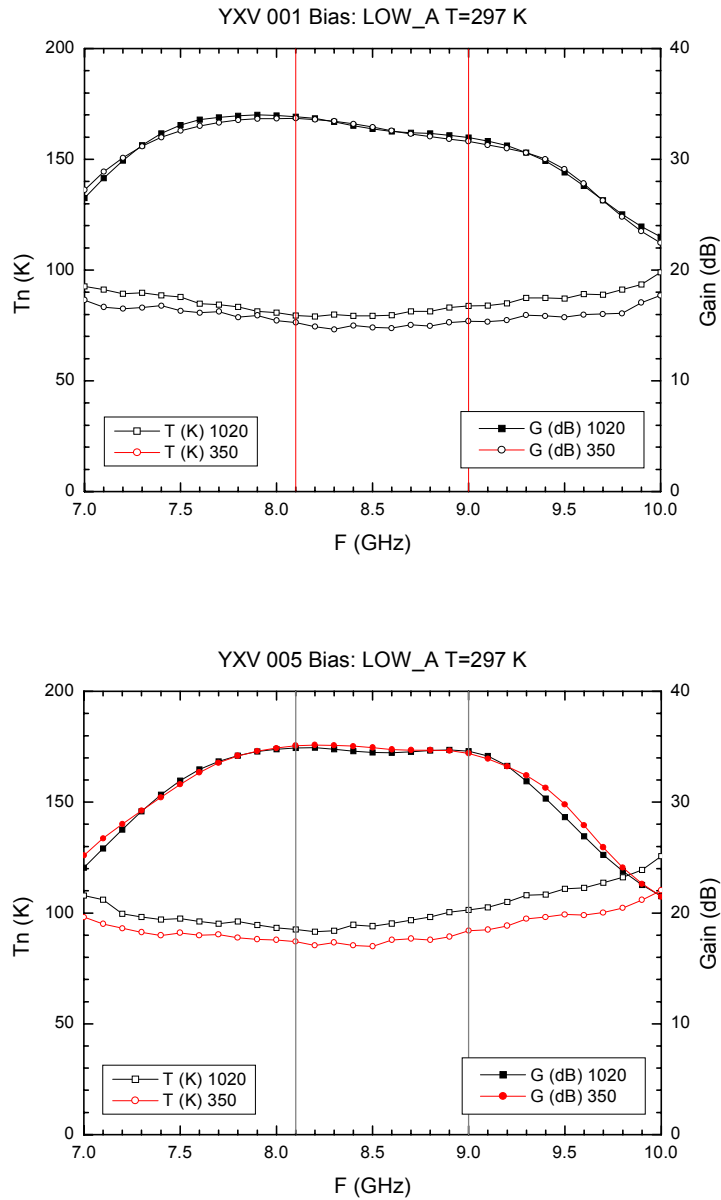 YXV 001 Bias: LOW_A T=297 K
200
150
100
50
0
Tn (K)
40
30
20
10
0
Gain (dB)
T (K) 1020
T (K) 350
G (dB) 1020
G (dB) 350
7.0 7.5 8.0 8.5 9.0 9.5 10.0
F (GHz)
YXV 005 Bias: LOW_A T=297 K
200
150
100
50
0
Tn (K)
40
30
20
10
0
Gain (dB)
T (K) 1020
T (K) 350
G (dB) 1020
G (dB) 350
7.0 7.5 8.0 8.5 9.0 9.5 10.0
F (GHz)